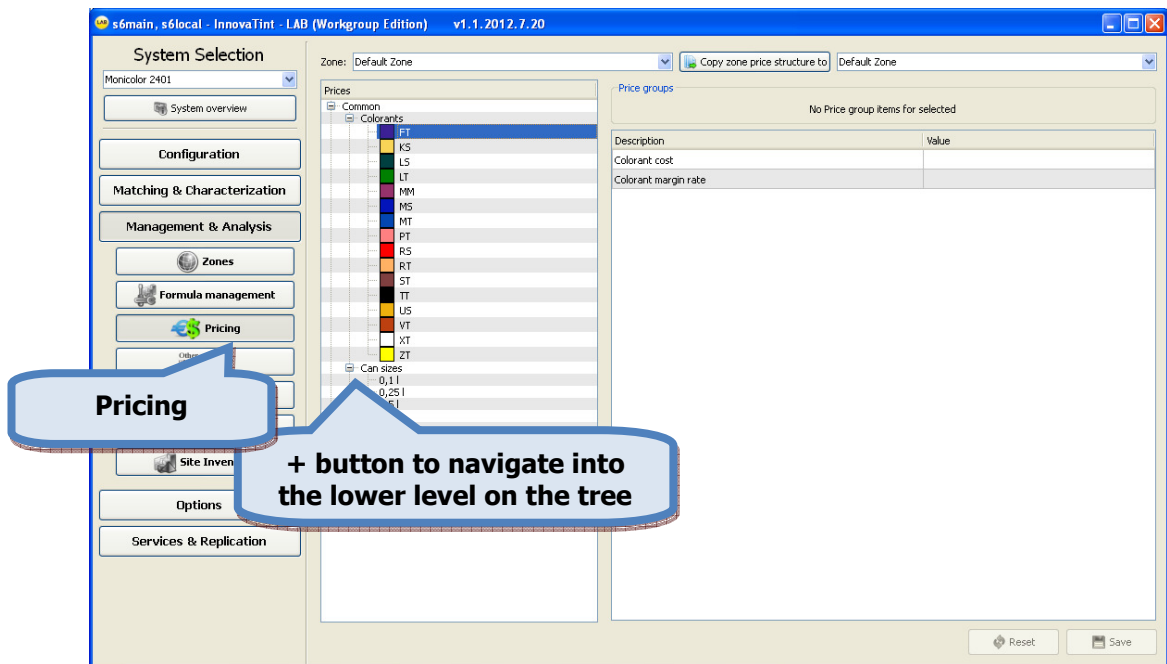 LAB
s6main, s6local - InnovaTint - LAB (Workgroup Edition) v1.1.2012.7.20
System Selection
Monicolor 2401
System overview
Configuration
Matching & Characterization
Management & Analysis
Zones
Formula management
Pricing
Other
Site Inven
Options
Services & Replication
Zone: Default Zone
Copy zone price structure to
Default Zone
Prices
Common
Colorants
FT
KS
LS
LT
MM
MS
MT
PT
RS
RT
ST
TT
US
VT
XT
ZT
Can sizes
0,1 l
0,25 l
Price groups
No Price group items for selected
Description Value
Colorant cost
Colorant margin rate
Pricing
+ button to navigate into
the lower level on the tree
Reset
Save